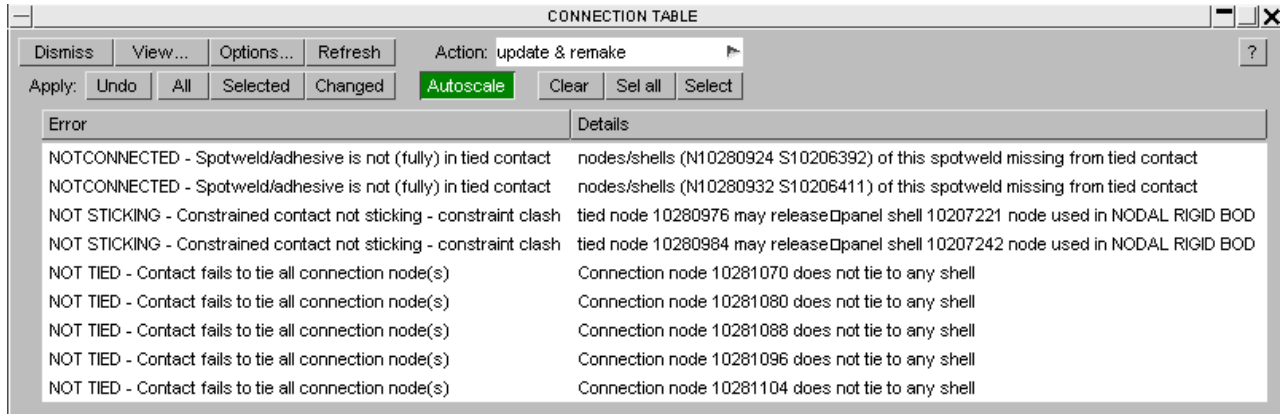 CONNECTION TABLE
Dismiss View... Options... Refresh Action: update & remake ?
Apply: Undo All Selected Changed Autoscale Clear Sel all Select
Error Details
NOTCONNECTED - Spotweld/adhesive is not (fully) in tied contact nodes/shells (N10280924 S10206392) of this spotweld missing from tied contact
NOTCONNECTED - Spotweld/adhesive is not (fully) in tied contact nodes/shells (N10280932 S10206411) of this spotweld missing from tied contact
NOT STICKING - Constrained contact not sticking - constraint clash tied node 10280976 may release□panel shell 10207221 node used in NODAL RIGID BOD
NOT STICKING - Constrained contact not sticking - constraint clash tied node 10280984 may release□panel shell 10207242 node used in NODAL RIGID BOD
NOT TIED - Contact fails to tie all connection node(s) Connection node 10281070 does not tie to any shell
NOT TIED - Contact fails to tie all connection node(s) Connection node 10281080 does not tie to any shell
NOT TIED - Contact fails to tie all connection node(s) Connection node 10281088 does not tie to any shell
NOT TIED - Contact fails to tie all connection node(s) Connection node 10281096 does not tie to any shell
NOT TIED - Contact fails to tie all connection node(s) Connection node 10281104 does not tie to any shell